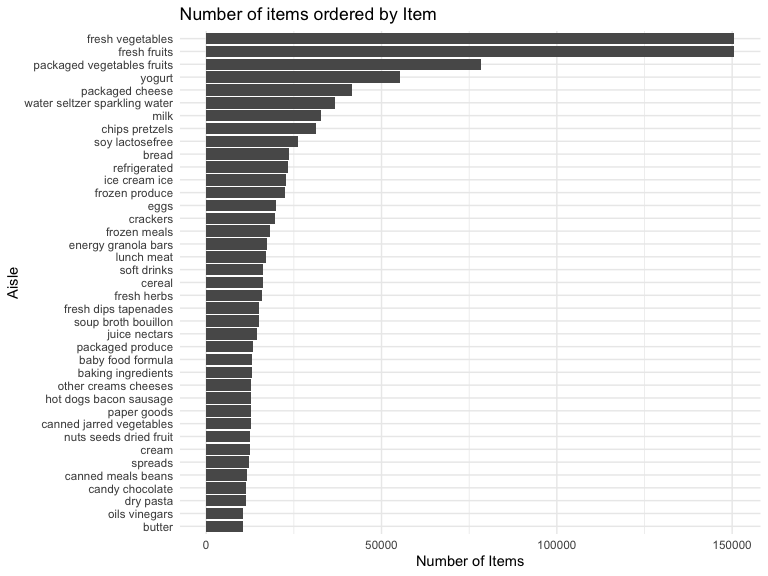 Number of items ordered by Item
fresh vegetables
fresh fruits
packaged vegetables fruits
yogurt
packaged cheese
water seltzer sparkling water
milk
chips pretzels
soy lactosefree
bread
refrigerated
ice cream ice
frozen produce
eggs
crackers
frozen meals
energy granola bars
lunch meat
soft drinks
cereal
fresh herbs
fresh dips tapenades
soup broth bouillon
juice nectars
packaged produce
baby food formula
baking ingredients
other creams cheeses
hot dogs bacon sausage
paper goods
canned jarred vegetables
nuts seeds dried fruit
cream
spreads
canned meals beans
candy chocolate
dry pasta
oils vinegars
butter
Aisle
0 50000 100000 150000
Number of Items